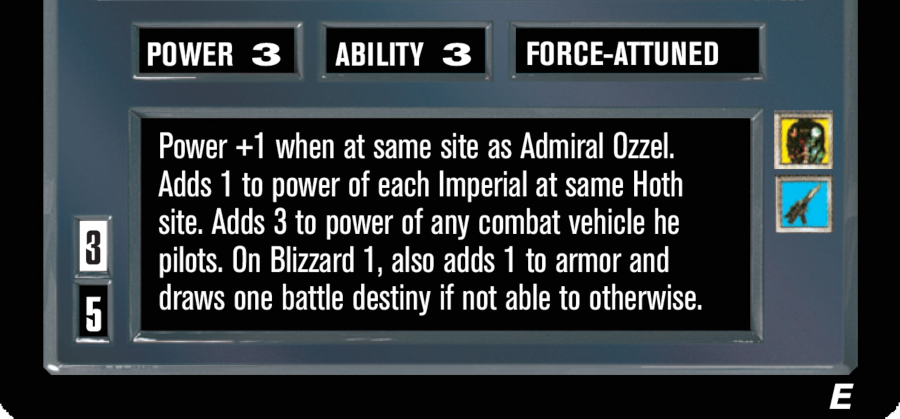 POWER 3 ABILITY 3 FORCE-ATTUNED
Power +1 when at same site as Admiral Ozzel.
Adds 1 to power of each Imperial at same Hoth
site. Adds 3 to power of any combat vehicle he
pilots. On Blizzard 1, also adds 1 to armor and
draws one battle destiny if not able to otherwise.
3
5
E